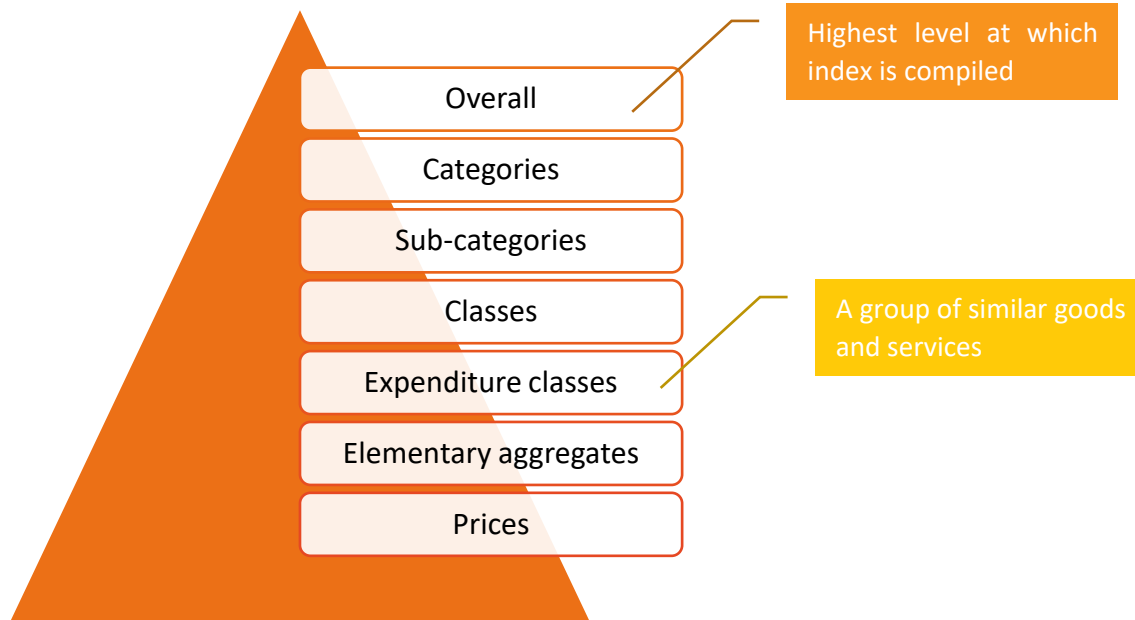 Highest level at which
index is compiled
Overall
Categories
Sub-categories
Classes
A group of similar goods
and services
Expenditure classes
Elementary aggregates
Prices